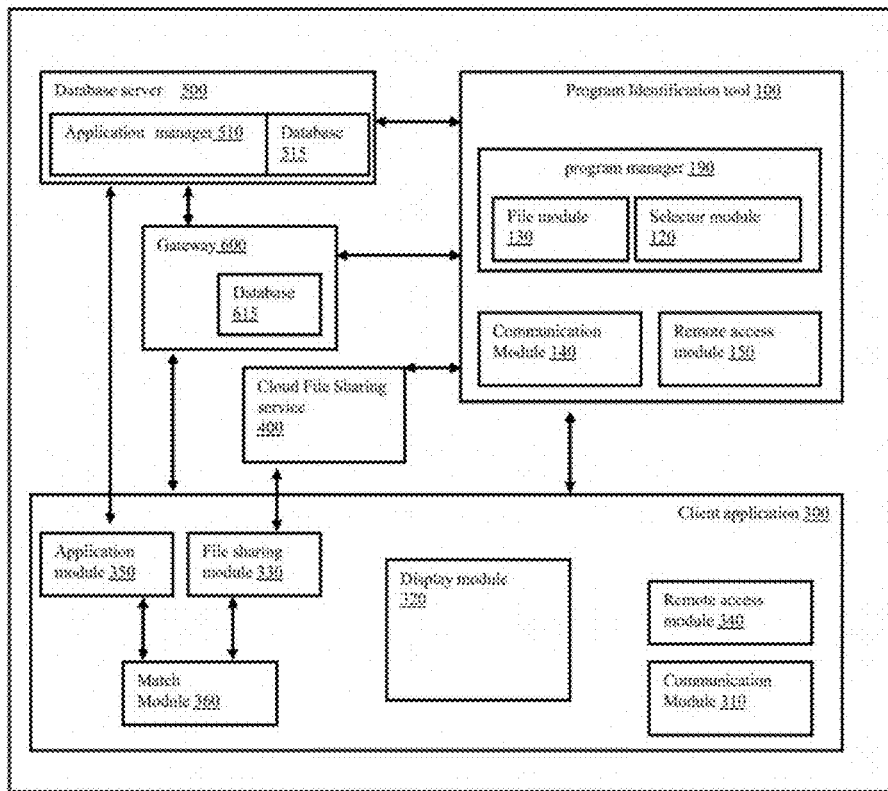 Database server 500
Application manager 510
Database
515
Program Identification tool 100
program manager 190
File module
130
Selector module
120
Gateway 600
Database
615
Communication
Module 140
Remote access
module 150
Cloud File Sharing
service
400
Client application 300
Application
module 350
File sharing
module 330
Display module
320
Remote access
module 340
Match
Module 360
Communication
Module 310